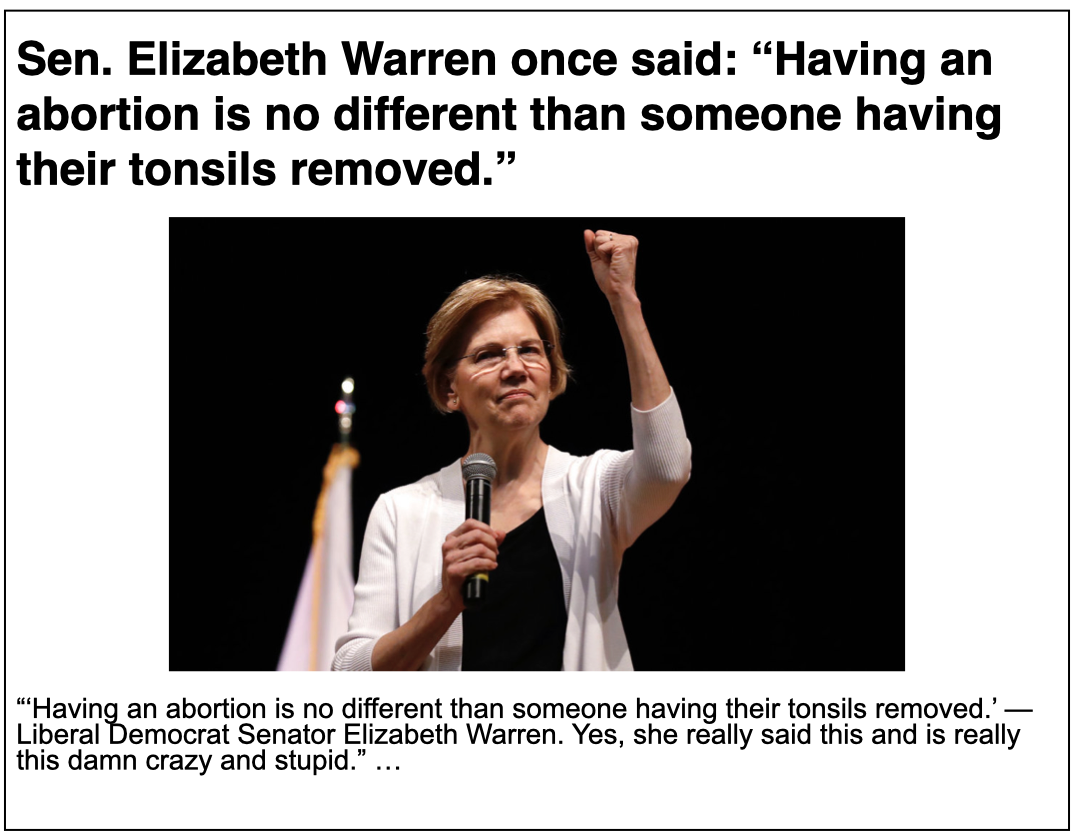 Sen. Elizabeth Warren once said: “Having an
abortion is no different than someone having
their tonsils removed.”
“‘Having an abortion is no different than someone having their tonsils removed.’ —
Liberal Democrat Senator Elizabeth Warren. Yes, she really said this and is really
this damn crazy and stupid.” …